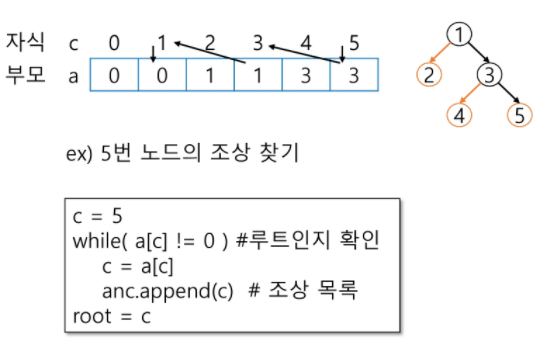 자식 c 0 1 2 3 4 5
부모 a 0 0 1 1 3 3
1
2 3
4 5
ex) 5번 노드의 조상 찾기
c = 5
while( a[c] != 0 ) #루트인지 확인
c = a[c]
anc.append(c) # 조상 목록
root = c